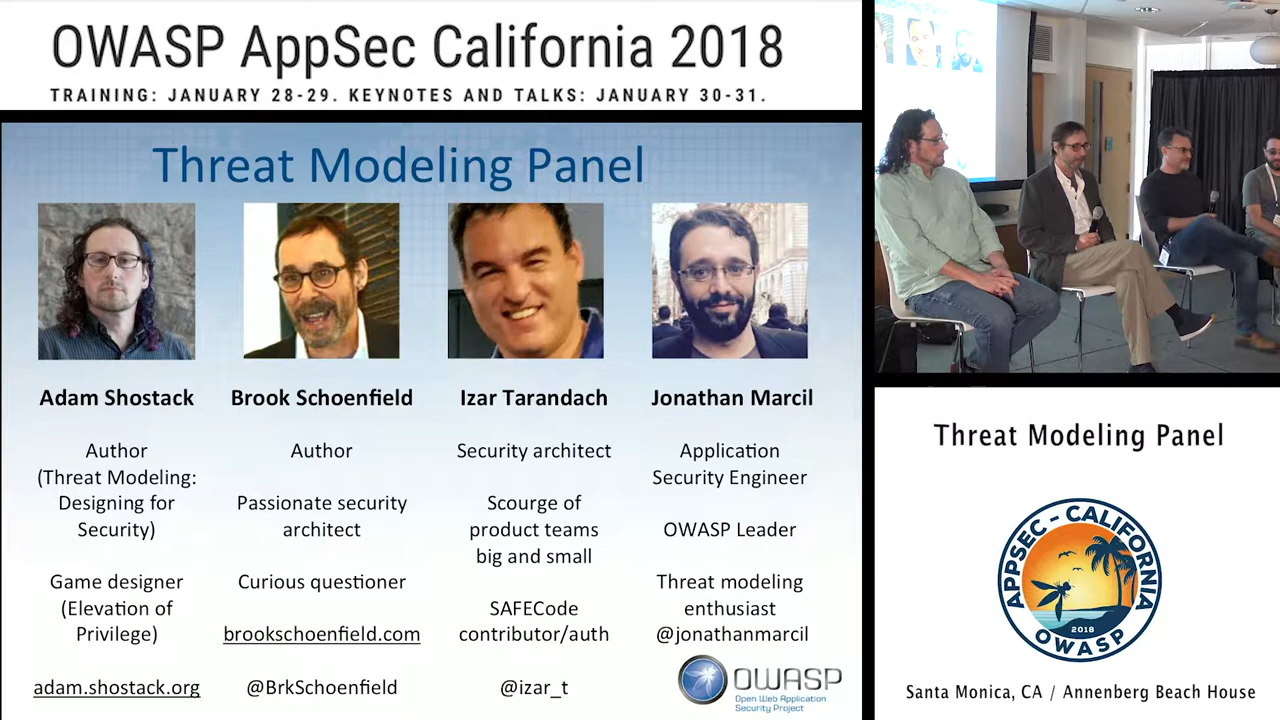 OWASP AppSec California 2018
TRAINING: JANUARY 28-29. KEYNOTES AND TALKS: JANUARY 30-31.
Threat Modeling Panel
Adam Shostack
Author
(Threat Modeling:
Designing for
Security)
Game designer
(Elevation of
Privilege)
adam.shostack.org
Brook Schoenfield
Author
Passionate security
architect
Curious questioner
brookschoenfield.com
@BrkSchoenfield
Izar Tarandach
Security architect
Scourge of
product teams
big and small
SAFECode
contributor/auth
@izar_t
Jonathan Marcil
Application
Security Engineer
OWASP Leader
Threat modeling
enthusiast
@jonathanmarcil
OWASP
Open Web Application
Security Project
Threat Modeling Panel
APPSEC - CALIFORNIA
2018
OWASP
Santa Monica, CA / Annenberg Beach House